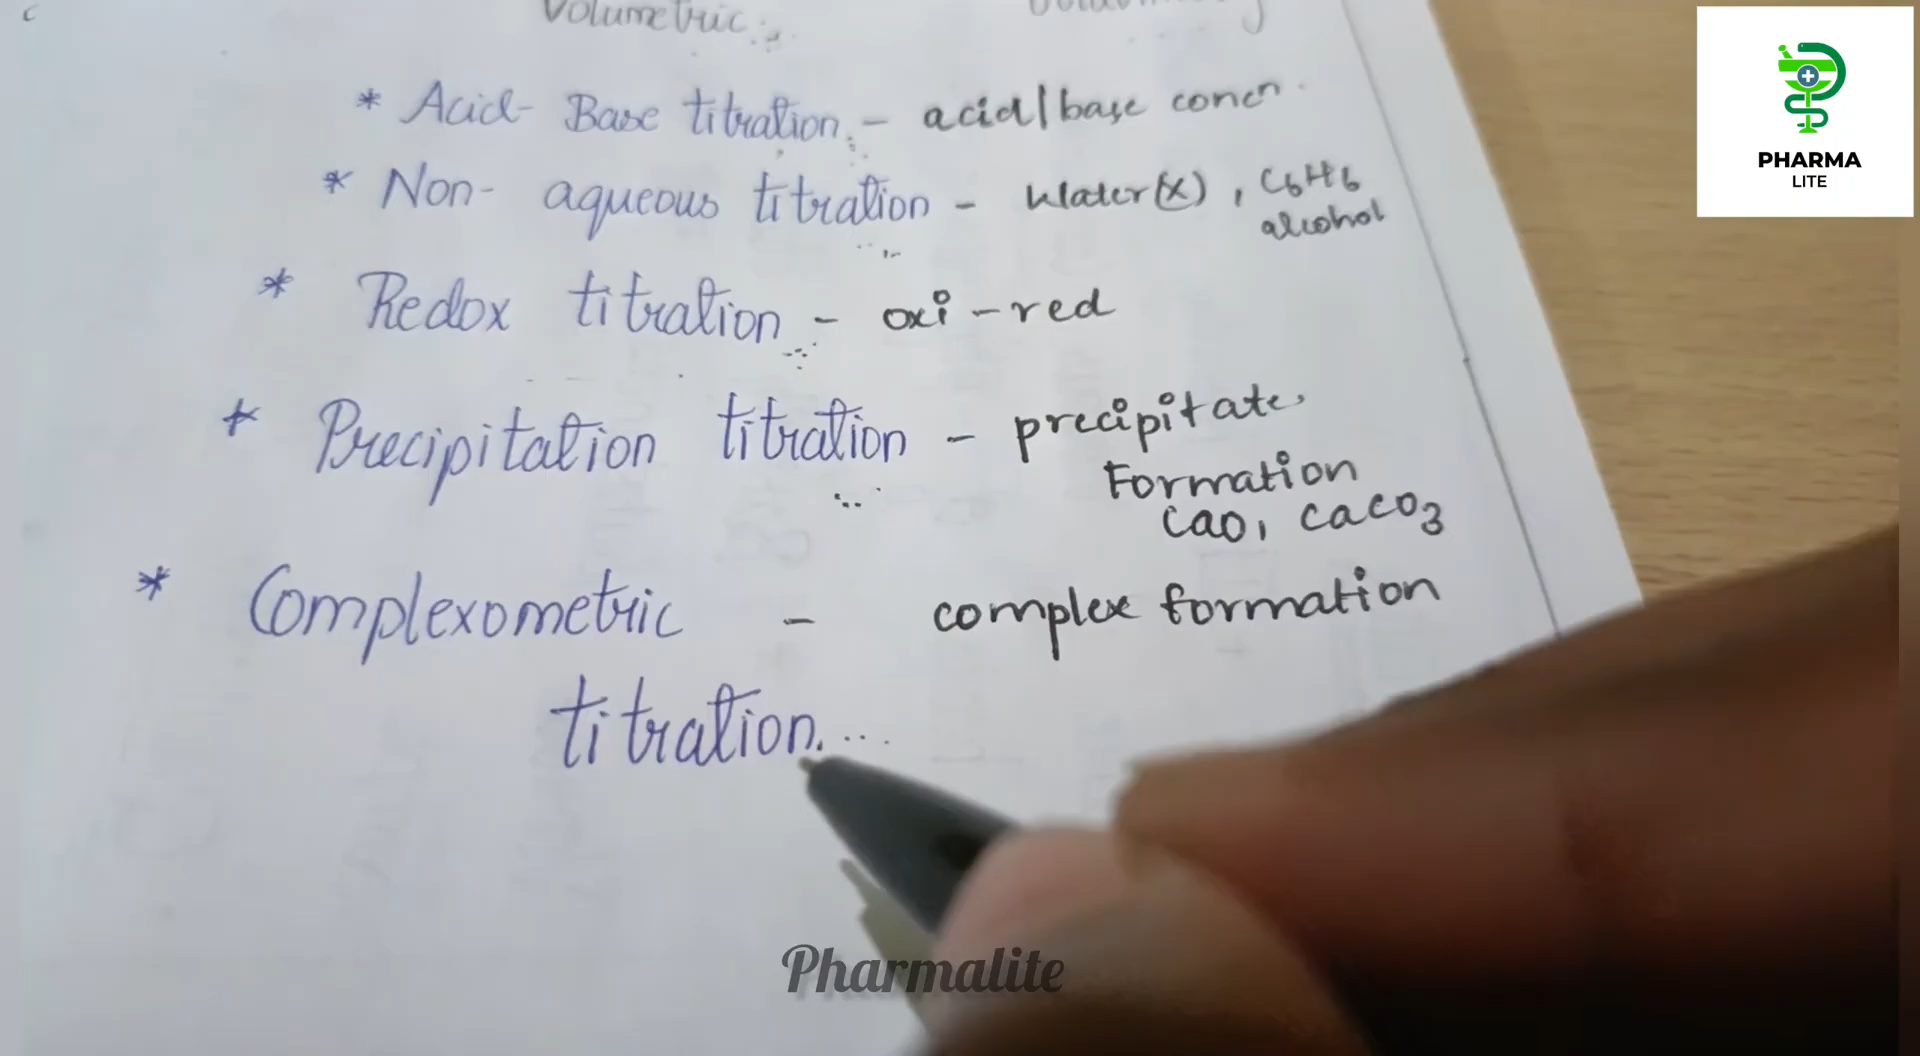 Volumetric
* Acid-Base titration - acid/base concn.
* Non-aqueous titration - Water(x), C6H6
alcohol
* Redox titration - oxi-red
* Precipitation titration - precipitate
Formation
CaO, CaCO3
* Complexometric - complex formation
titration
PHARMA
LITE
Pharmalite